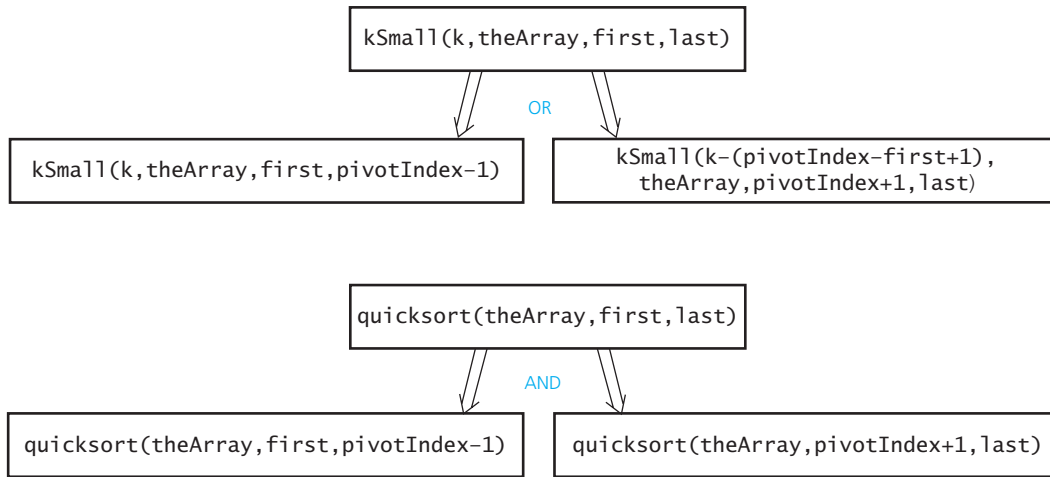 kSmall(k,theArray,first,last)
OR
kSmall(k,theArray,first,pivotIndex–1)
kSmall(k–(pivotIndex–first+1),
theArray,pivotIndex+1,last)
quicksort(theArray,first,last)
AND
quicksort(theArray,first,pivotIndex–1)
quicksort(theArray,pivotIndex+1,last)